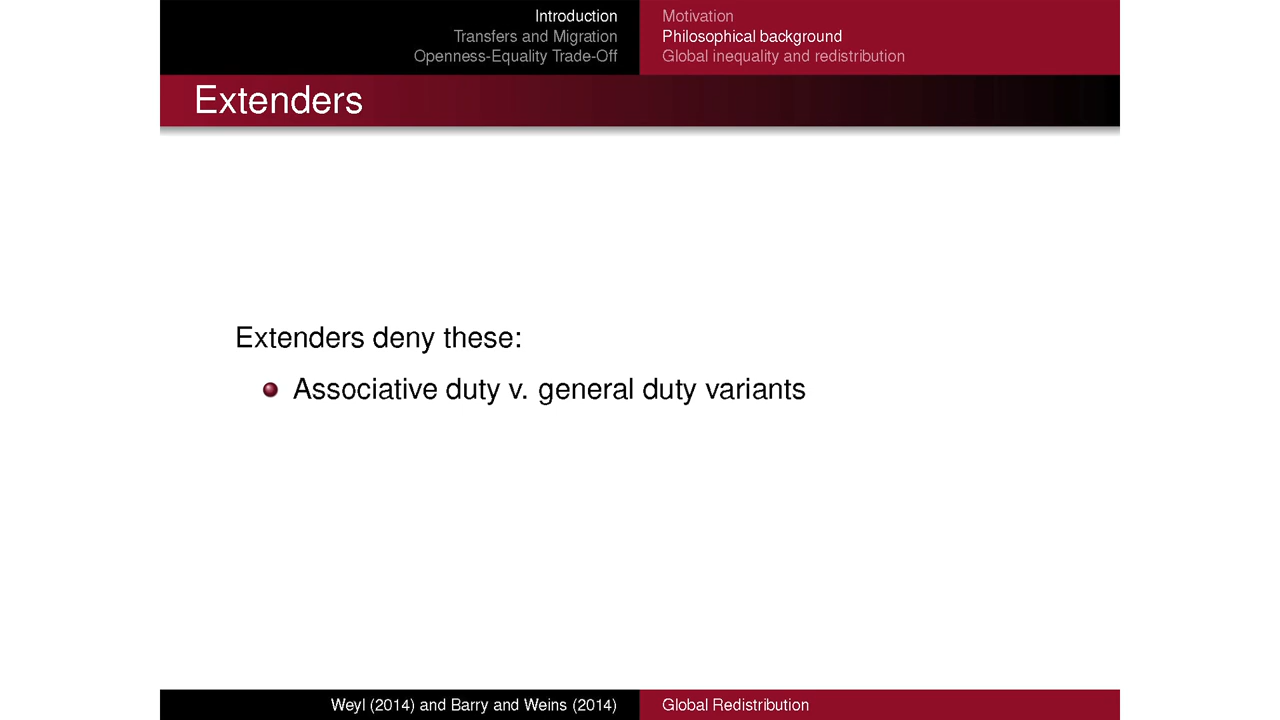 Introduction
Transfers and Migration
Openness-Equality Trade-Off
Motivation
Philosophical background
Global inequality and redistribution
Extenders
Extenders deny these:
Associative duty v. general duty variants
Weyl (2014) and Barry and Weins (2014)
Global Redistribution